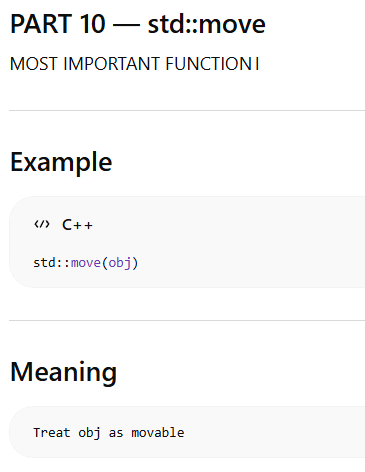 PART 10 — std::move
MOST IMPORTANT FUNCTION!
Example
C++
std::move(obj)
Meaning
Treat obj as movable